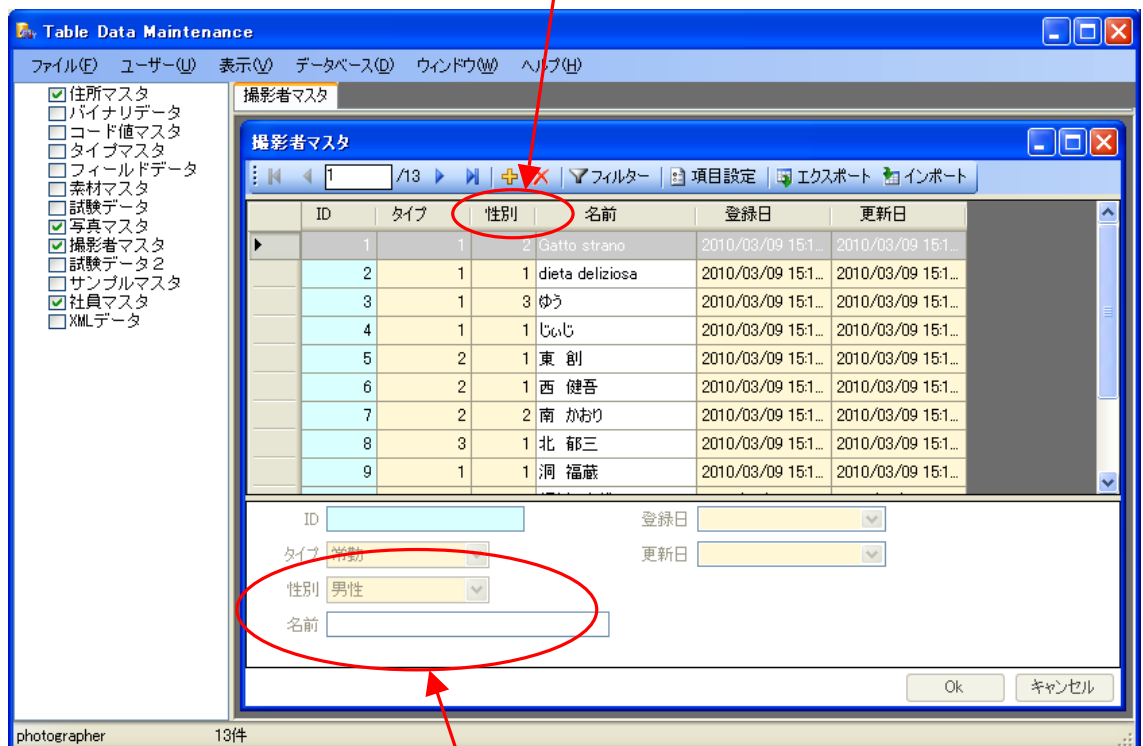 Table Data Maintenance
ファイル(F) ユーザー(U) 表示(V) データベース(D) ウィンドウ(W) ヘルプ(H)
住所マスタ
バイナリデータ
コード値マスタ
タイプマスタ
フィールドデータ
素材マスタ
試験データ
写真マスタ
撮影者マスタ
試験データ2
サンプルマスタ
社員マスタ
XMLデータ
撮影者マスタ
撮影者マスタ
1 /13 フィルター 項目設定 エクスポート インポート
ID タイプ 性別 名前 登録日 更新日
1 1 2 Gatto strano 2010/03/09 15:1... 2010/03/09 15:1...
2 1 1 dieta deliziosa 2010/03/09 15:1... 2010/03/09 15:1...
3 1 3 ゆう 2010/03/09 15:1... 2010/03/09 15:1...
4 1 1 じぃじ 2010/03/09 15:1... 2010/03/09 15:1...
5 2 1 東 創 2010/03/09 15:1... 2010/03/09 15:1...
6 2 1 西 健吾 2010/03/09 15:1... 2010/03/09 15:1...
7 2 2 南 かおり 2010/03/09 15:1... 2010/03/09 15:1...
8 3 1 北 郁三 2010/03/09 15:1... 2010/03/09 15:1...
9 1 1 洞 福蔵 2010/03/09 15:1... 2010/03/09 15:1...
ID 登録日
タイプ 常勤 更新日
性別 男性
名前
Ok キャンセル
photographer 13件